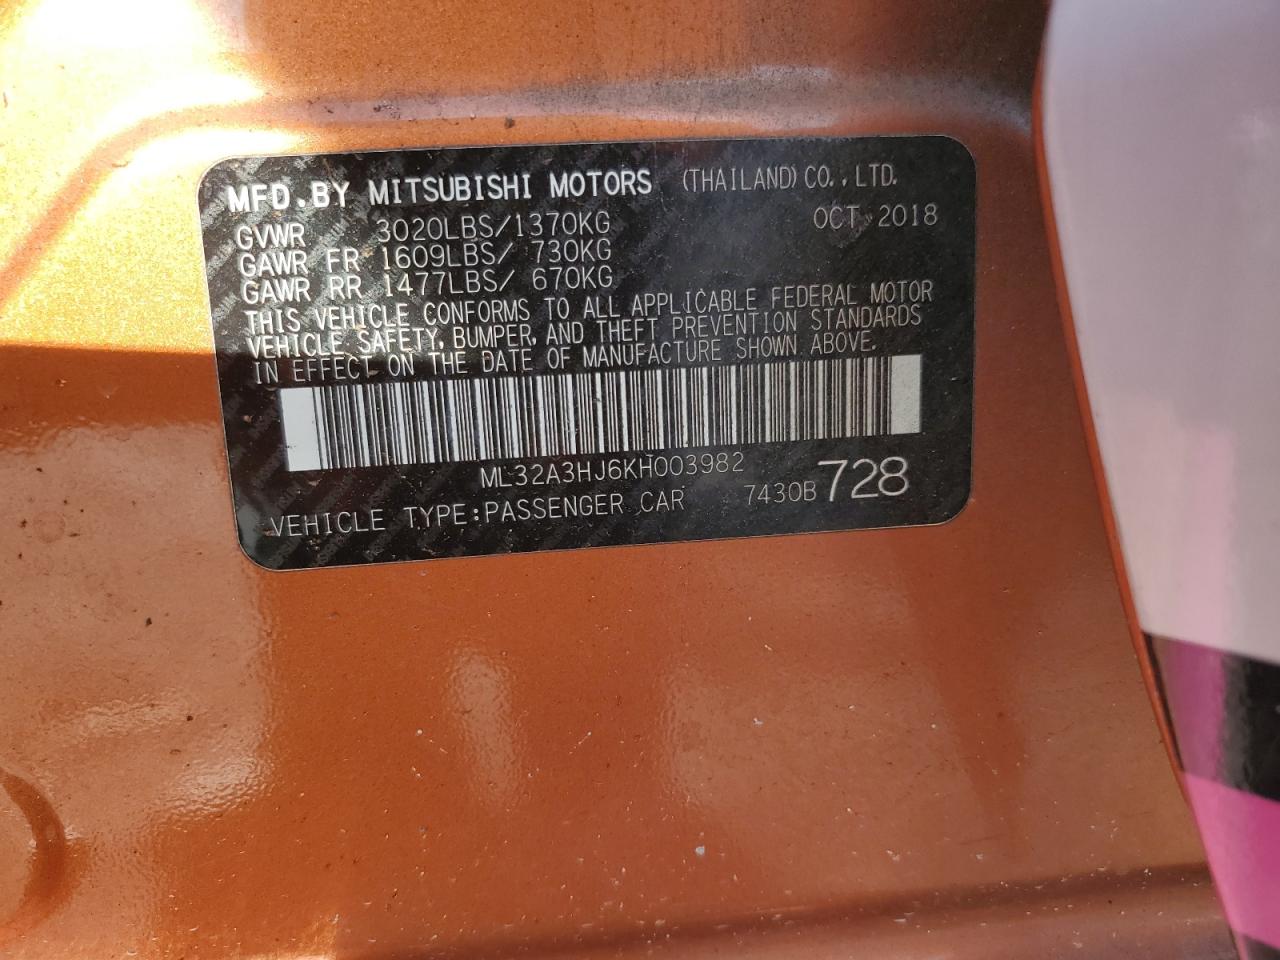 MFD.BY MITSUBISHI MOTORS (THAILAND) CO.,LTD.
GVWR 3020LBS/1370KG OCT 2018
GAWR FR 1609LBS/ 730KG
GAWR RR 1477LBS/ 670KG
THIS VEHICLE CONFORMS TO ALL APPLICABLE FEDERAL MOTOR
VEHICLE SAFETY, BUMPER, AND THEFT PREVENTION STANDARDS
IN EFFECT ON THE DATE OF MANUFACTURE SHOWN ABOVE.
ML32A3HJ6KH003982
VEHICLE TYPE:PASSENGER CAR 7430B 728